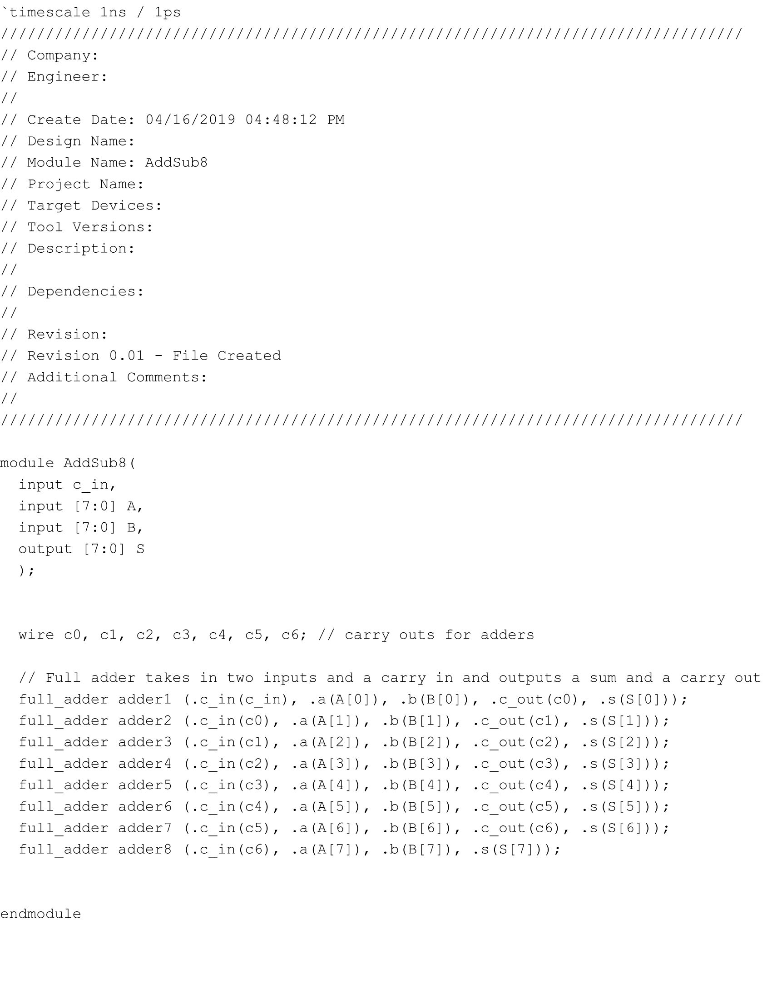 `timescale 1ns / 1ps
//////////////////////////////////////////////////////////////////////////////////
// Company:
// Engineer:
//
// Create Date: 04/16/2019 04:48:12 PM
// Design Name:
// Module Name: AddSub8
// Project Name:
// Target Devices:
// Tool Versions:
// Description:
//
// Dependencies:
//
// Revision:
// Revision 0.01 - File Created
// Additional Comments:
//
//////////////////////////////////////////////////////////////////////////////////
module AddSub8(
  input c_in,
  input [7:0] A,
  input [7:0] B,
  output [7:0] S
  );
  wire c0, c1, c2, c3, c4, c5, c6; // carry outs for adders
  // Full adder takes in two inputs and a carry in and outputs a sum and a carry out
  full_adder adder1 (.c_in(c_in), .a(A[0]), .b(B[0]), .c_out(c0), .s(S[0]));
  full_adder adder2 (.c_in(c0), .a(A[1]), .b(B[1]), .c_out(c1), .s(S[1]));
  full_adder adder3 (.c_in(c1), .a(A[2]), .b(B[2]), .c_out(c2), .s(S[2]));
  full_adder adder4 (.c_in(c2), .a(A[3]), .b(B[3]), .c_out(c3), .s(S[3]));
  full_adder adder5 (.c_in(c3), .a(A[4]), .b(B[4]), .c_out(c4), .s(S[4]));
  full_adder adder6 (.c_in(c4), .a(A[5]), .b(B[5]), .c_out(c5), .s(S[5]));
  full_adder adder7 (.c_in(c5), .a(A[6]), .b(B[6]), .c_out(c6), .s(S[6]));
  full_adder adder8 (.c_in(c6), .a(A[7]), .b(B[7]), .s(S[7]));
endmodule